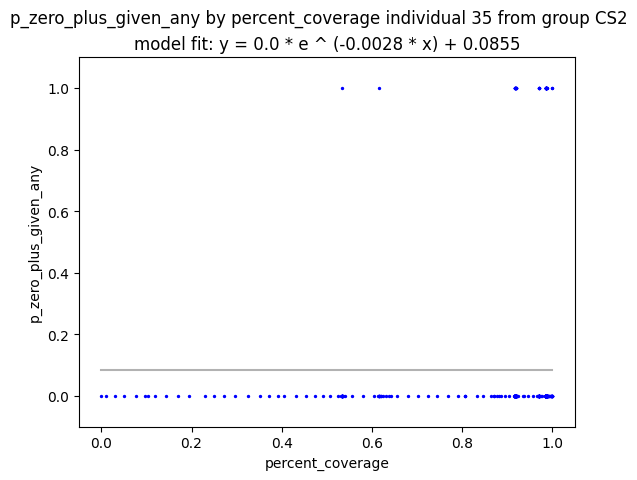 p_zero_plus_given_any by percent_coverage individual 35 from group CS2
model fit: y = 0.0 * e ^ (-0.0028 * x) + 0.0855
1.0
0.8
0.6
0.4
0.2
0.0
p_zero_plus_given_any
0.0 0.2 0.4 0.6 0.8 1.0
percent_coverage